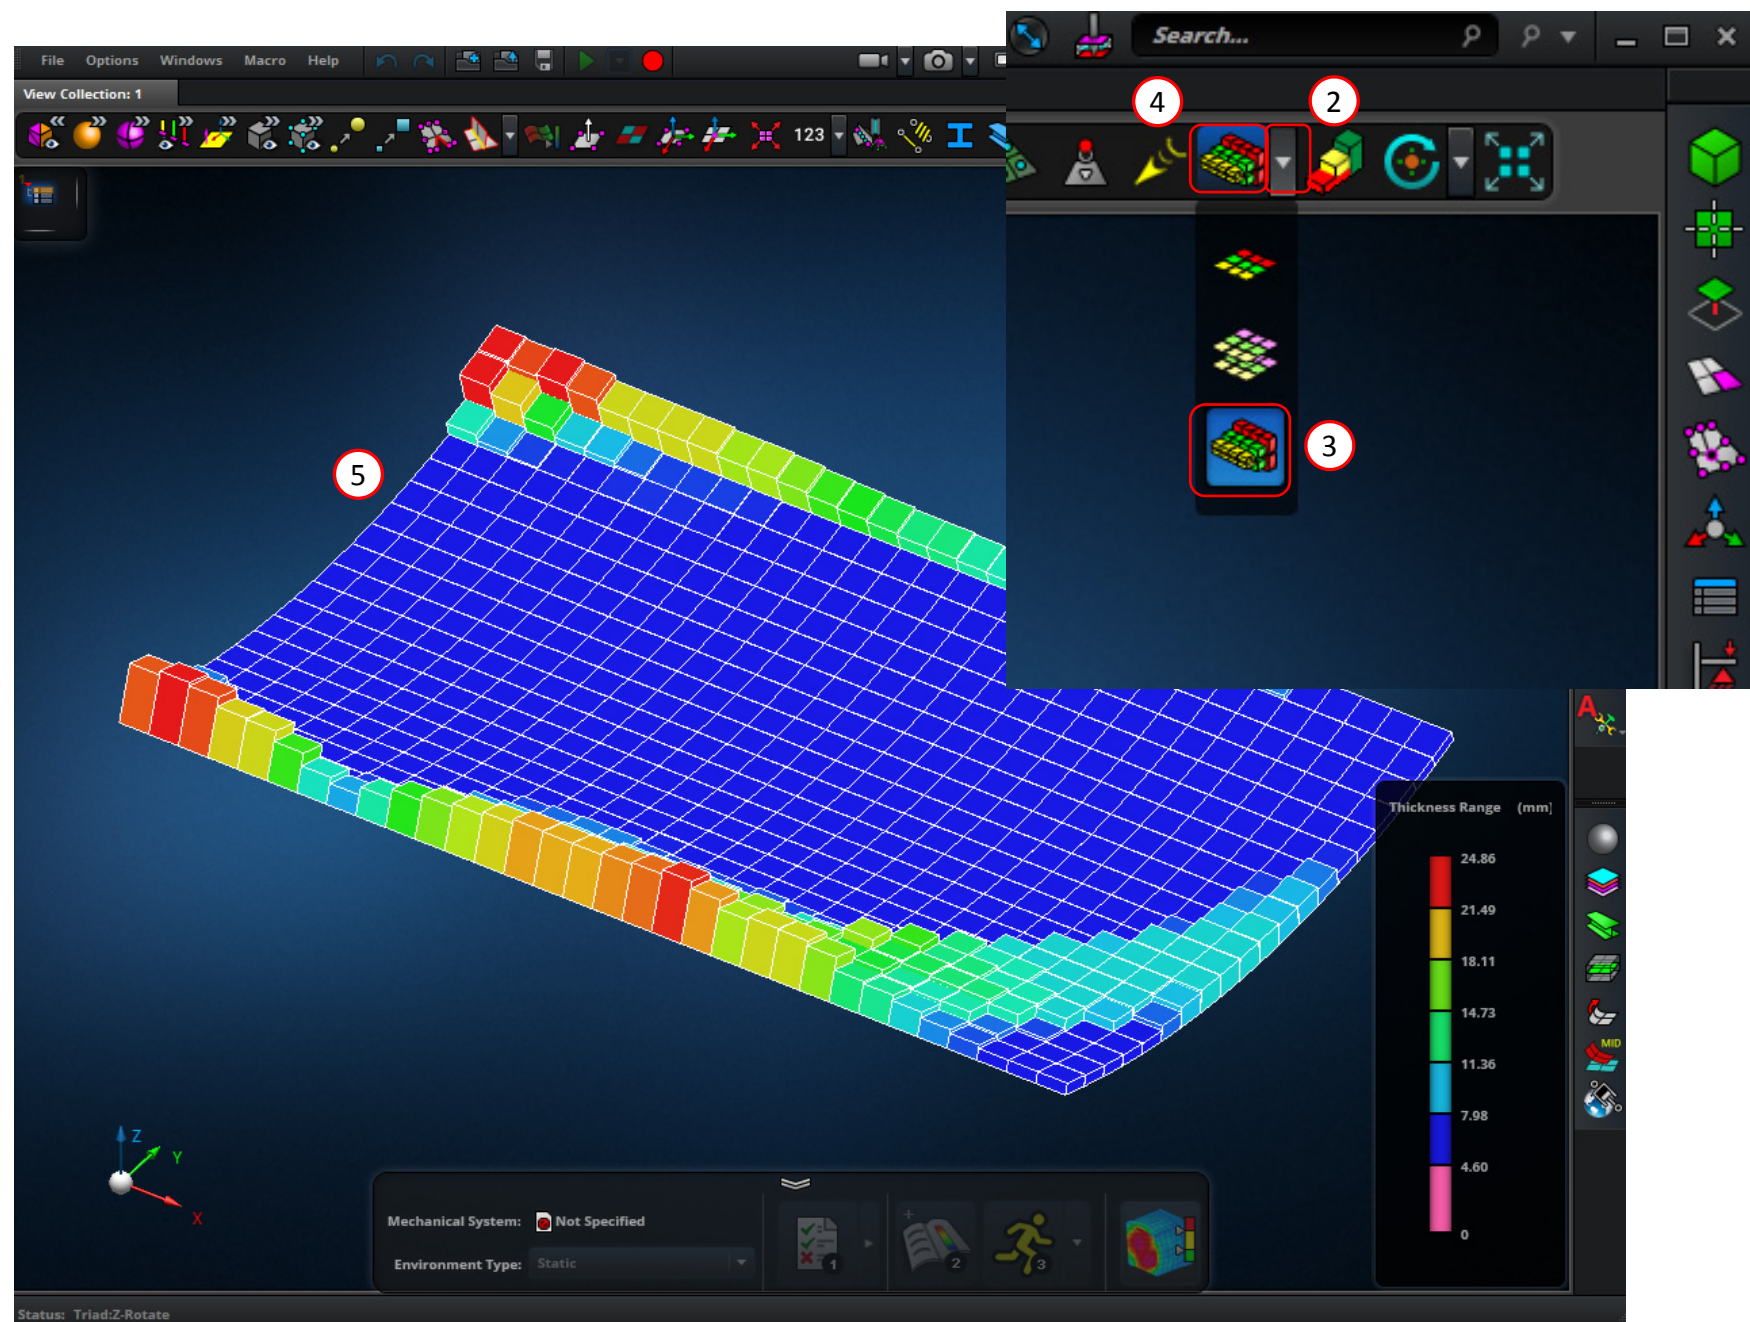 Search...
File Options Windows Macro Help
View Collection: 1
4
2
123
3
5
A
Thickness Range (mm)
24.86
21.49
18.11
14.73
11.36
7.98
4.60
0
MID
Z
Y
X
Mechanical System: Not Specified
Environment Type: Static
1
2
3
Status: Triad:Z-Rotate